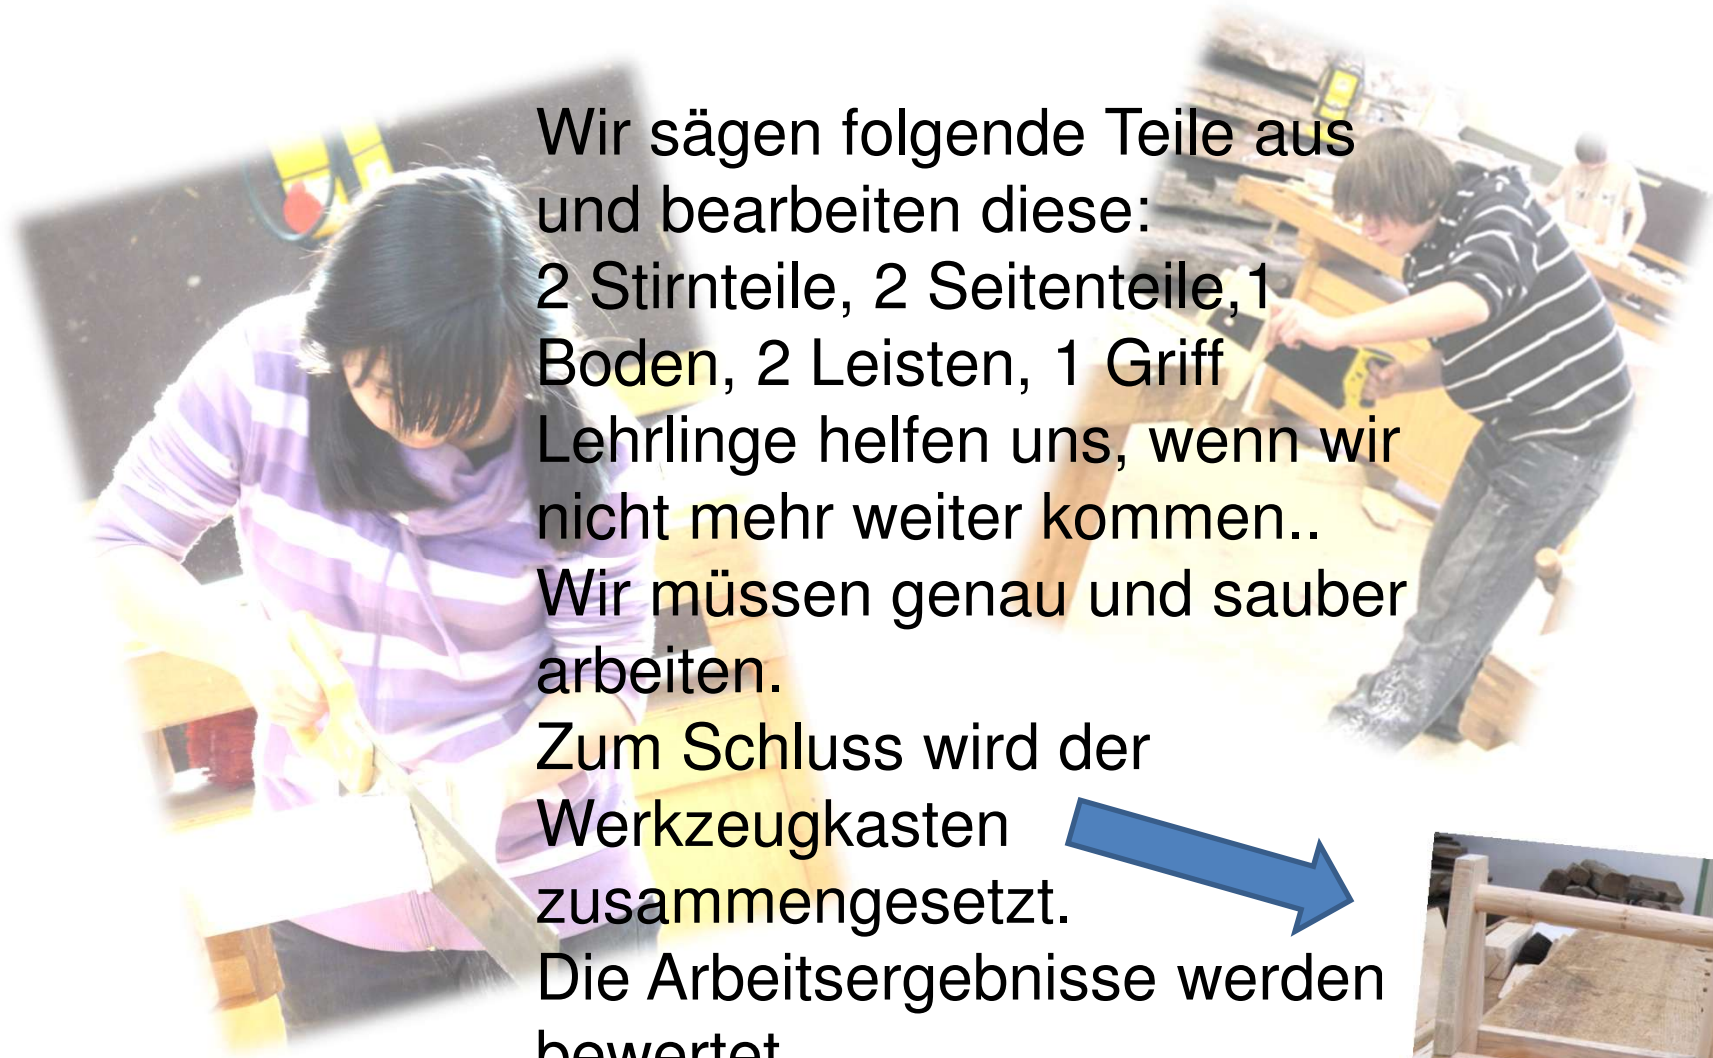 Wir sägen folgende Teile aus
und bearbeiten diese:
2 Stirnteile, 2 Seitenteile,1
Boden, 2 Leisten, 1 Griff
Lehrlinge helfen uns, wenn wir
nicht mehr weiter kommen..
Wir müssen genau und sauber
arbeiten.
Zum Schluss wird der
Werkzeugkasten
zusammengesetzt.
Die Arbeitsergebnisse werden
bewertet